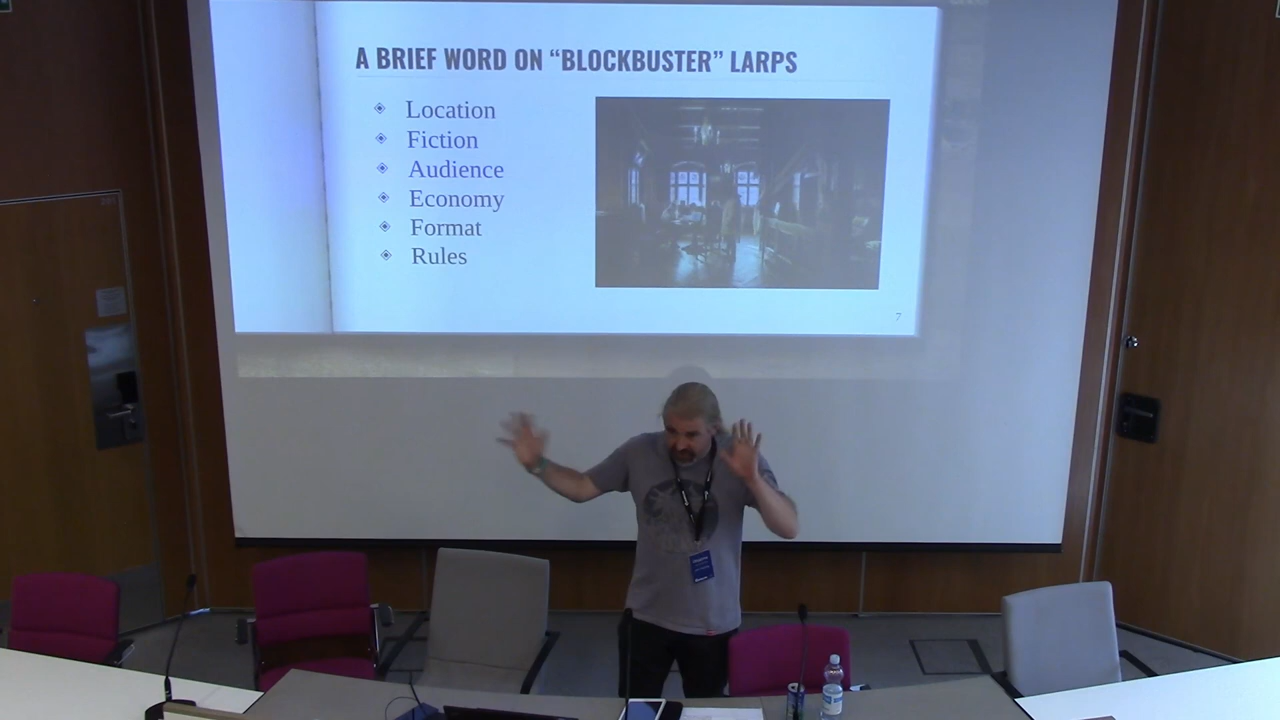 A BRIEF WORD ON “BLOCKBUSTER” LARPS
Location
Fiction
Audience
Economy
Format
Rules
7